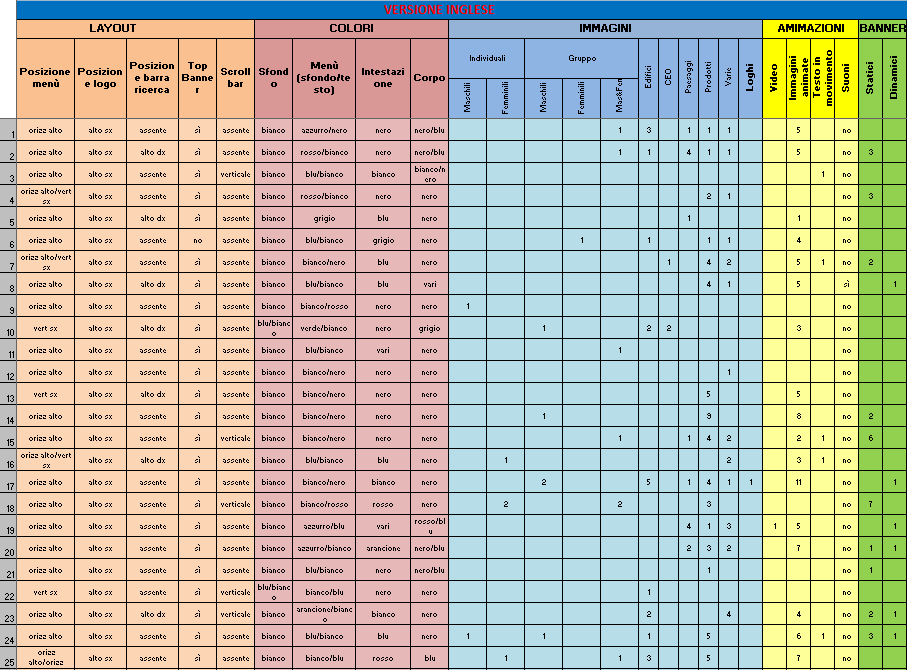 VERSIONE INGLESE
LAYOUT COLORI IMMAGINI AMIMAZIONI BANNER
Posizione menù Posizion e logo Posizion e barra ricerca Top Banne r Scroll bar Sfond o Menù (sfondo/te sto) Intestazi one Corpo Individuali Gruppo Edifici CEO Paesaggi Prodotti Varie Loghi Video Immagini animate Testo in movimento Suoni Statici Dinamici
Maschili Femminili Maschili Femminili Mas&Fem
1 orizz alto alto sx assente sì assente bianco azzurro/nero nero nero/blu 1 3 1 1 1 5 no
2 orizz alto alto sx alto dx sì assente bianco rosso/bianco nero nero/blu 1 1 4 1 1 5 no 3
3 orizz alto alto sx assente sì verticale bianco blu/bianco bianco bianco/n ero 1 no
4 orizz alto/vert sx alto sx assente sì assente bianco rosso/bianco nero nero 2 1 no 3
5 orizz alto alto sx alto dx sì assente bianco grigio blu nero 1 1 no
6 orizz alto alto sx assente no assente bianco blu/bianco grigio nero 1 1 1 1 4 no
7 orizz alto/vert sx alto sx assente sì assente bianco bianco/nero blu nero 1 4 2 5 1 no 2
8 orizz alto alto sx alto dx sì assente bianco blu/bianco blu vari 4 1 5 sì 1
9 orizz alto alto sx assente sì assente bianco bianco/rosso nero nero 1 no
10 vert sx alto sx alto dx sì assente blu/bianc o verde/bianco nero grigio 1 2 2 3 no
11 orizz alto alto sx assente sì assente bianco blu/bianco vari nero 1 no
12 orizz alto alto sx assente sì assente bianco bianco/nero nero nero 1 no
13 vert sx alto sx alto dx sì assente bianco bianco/nero nero nero 5 5 no
14 orizz alto alto sx assente sì assente bianco bianco/nero nero nero 1 9 8 no 2
15 orizz alto alto sx assente sì verticale bianco bianco/nero nero nero 1 1 4 2 2 1 no 6
16 orizz alto/vert sx alto sx alto dx sì assente bianco blu/bianco blu nero 1 2 3 1 no
17 orizz alto alto sx assente sì assente bianco bianco/nero bianco nero 2 5 1 4 1 1 11 no 1
18 orizz alto alto sx assente sì verticale bianco bianco/rosso rosso nero 2 2 3 no 7
19 orizz alto alto sx assente sì assente bianco azzurro/blu vari rosso/bl u 4 1 3 1 5 no 1
20 orizz alto alto sx assente sì assente bianco azzurro/bianco arancione nero/blu 2 3 2 7 no 1 1
21 orizz alto alto sx assente sì assente bianco blu/bianco nero nero/blu 1 no 1
22 vert sx alto sx assente sì verticale blu/bianc o bianco/blu nero nero 1 no
23 orizz alto alto sx alto dx sì verticale bianco arancione/bianc o bianco nero 2 4 4 no 2 1
24 orizz alto alto sx assente sì assente bianco blu/bianco blu nero 1 1 1 5 6 1 no 3 1
25 orizz alto/orizz alto sx assente sì assente bianco bianco/blu rosso blu 1 1 3 5 7 no